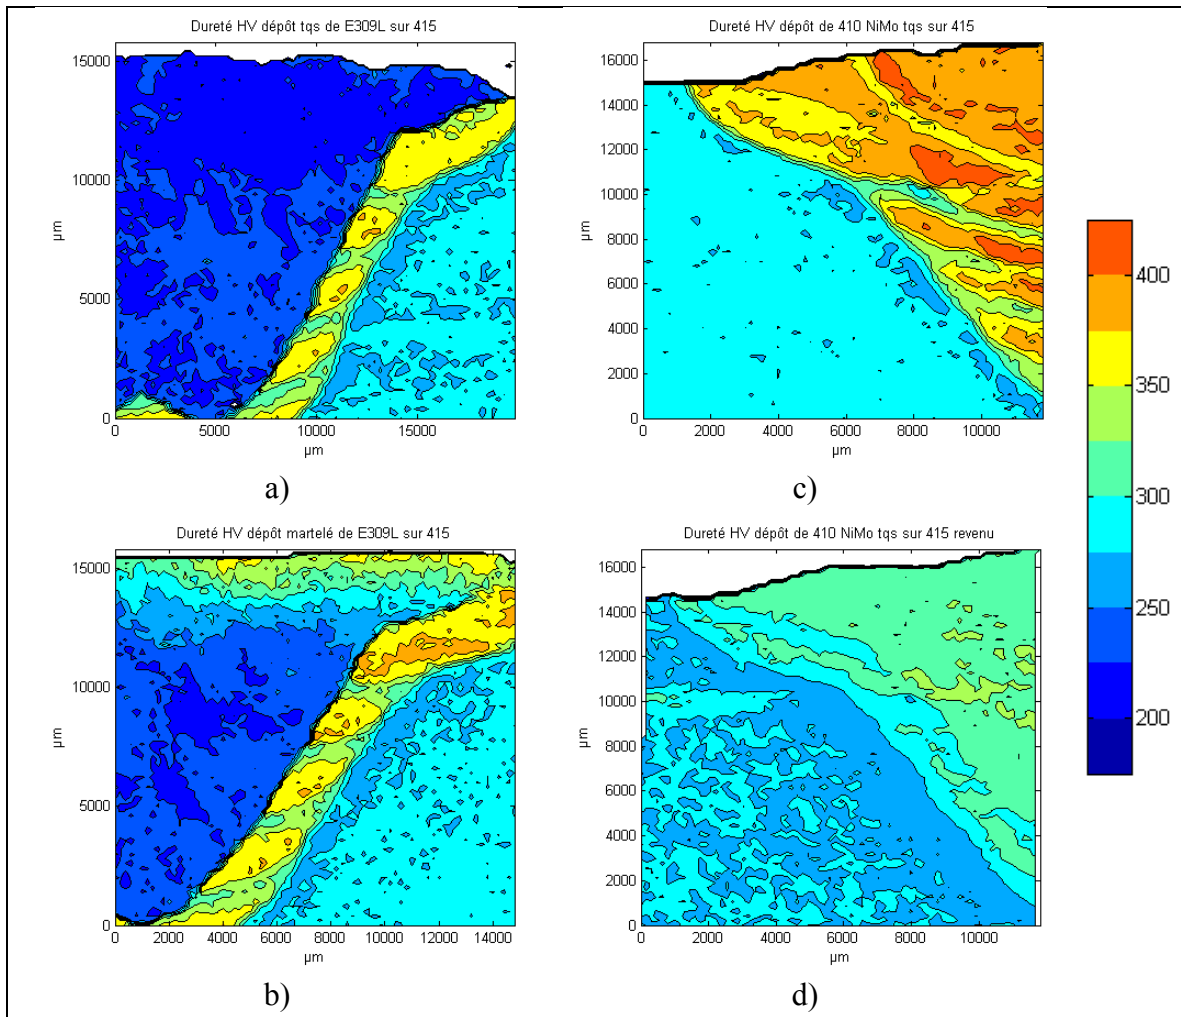 Dureté HV dépôt tqs de E309L sur 415
15000
10000
5000
0
µm
0 5000 10000 15000
µm
a)
Dureté HV dépôt de 410 NiMo tqs sur 415
16000
14000
12000
10000
8000
6000
4000
2000
0
µm
0 2000 4000 6000 8000 10000
µm
c)
Dureté HV dépôt martelé de E309L sur 415
15000
10000
5000
0
µm
0 2000 4000 6000 8000 10000 12000 14000
µm
b)
Dureté HV dépôt de 410 NiMo tqs sur 415 revenu
16000
14000
12000
10000
8000
6000
4000
2000
0
µm
0 2000 4000 6000 8000 10000
µm
d)
400
350
300
250
200